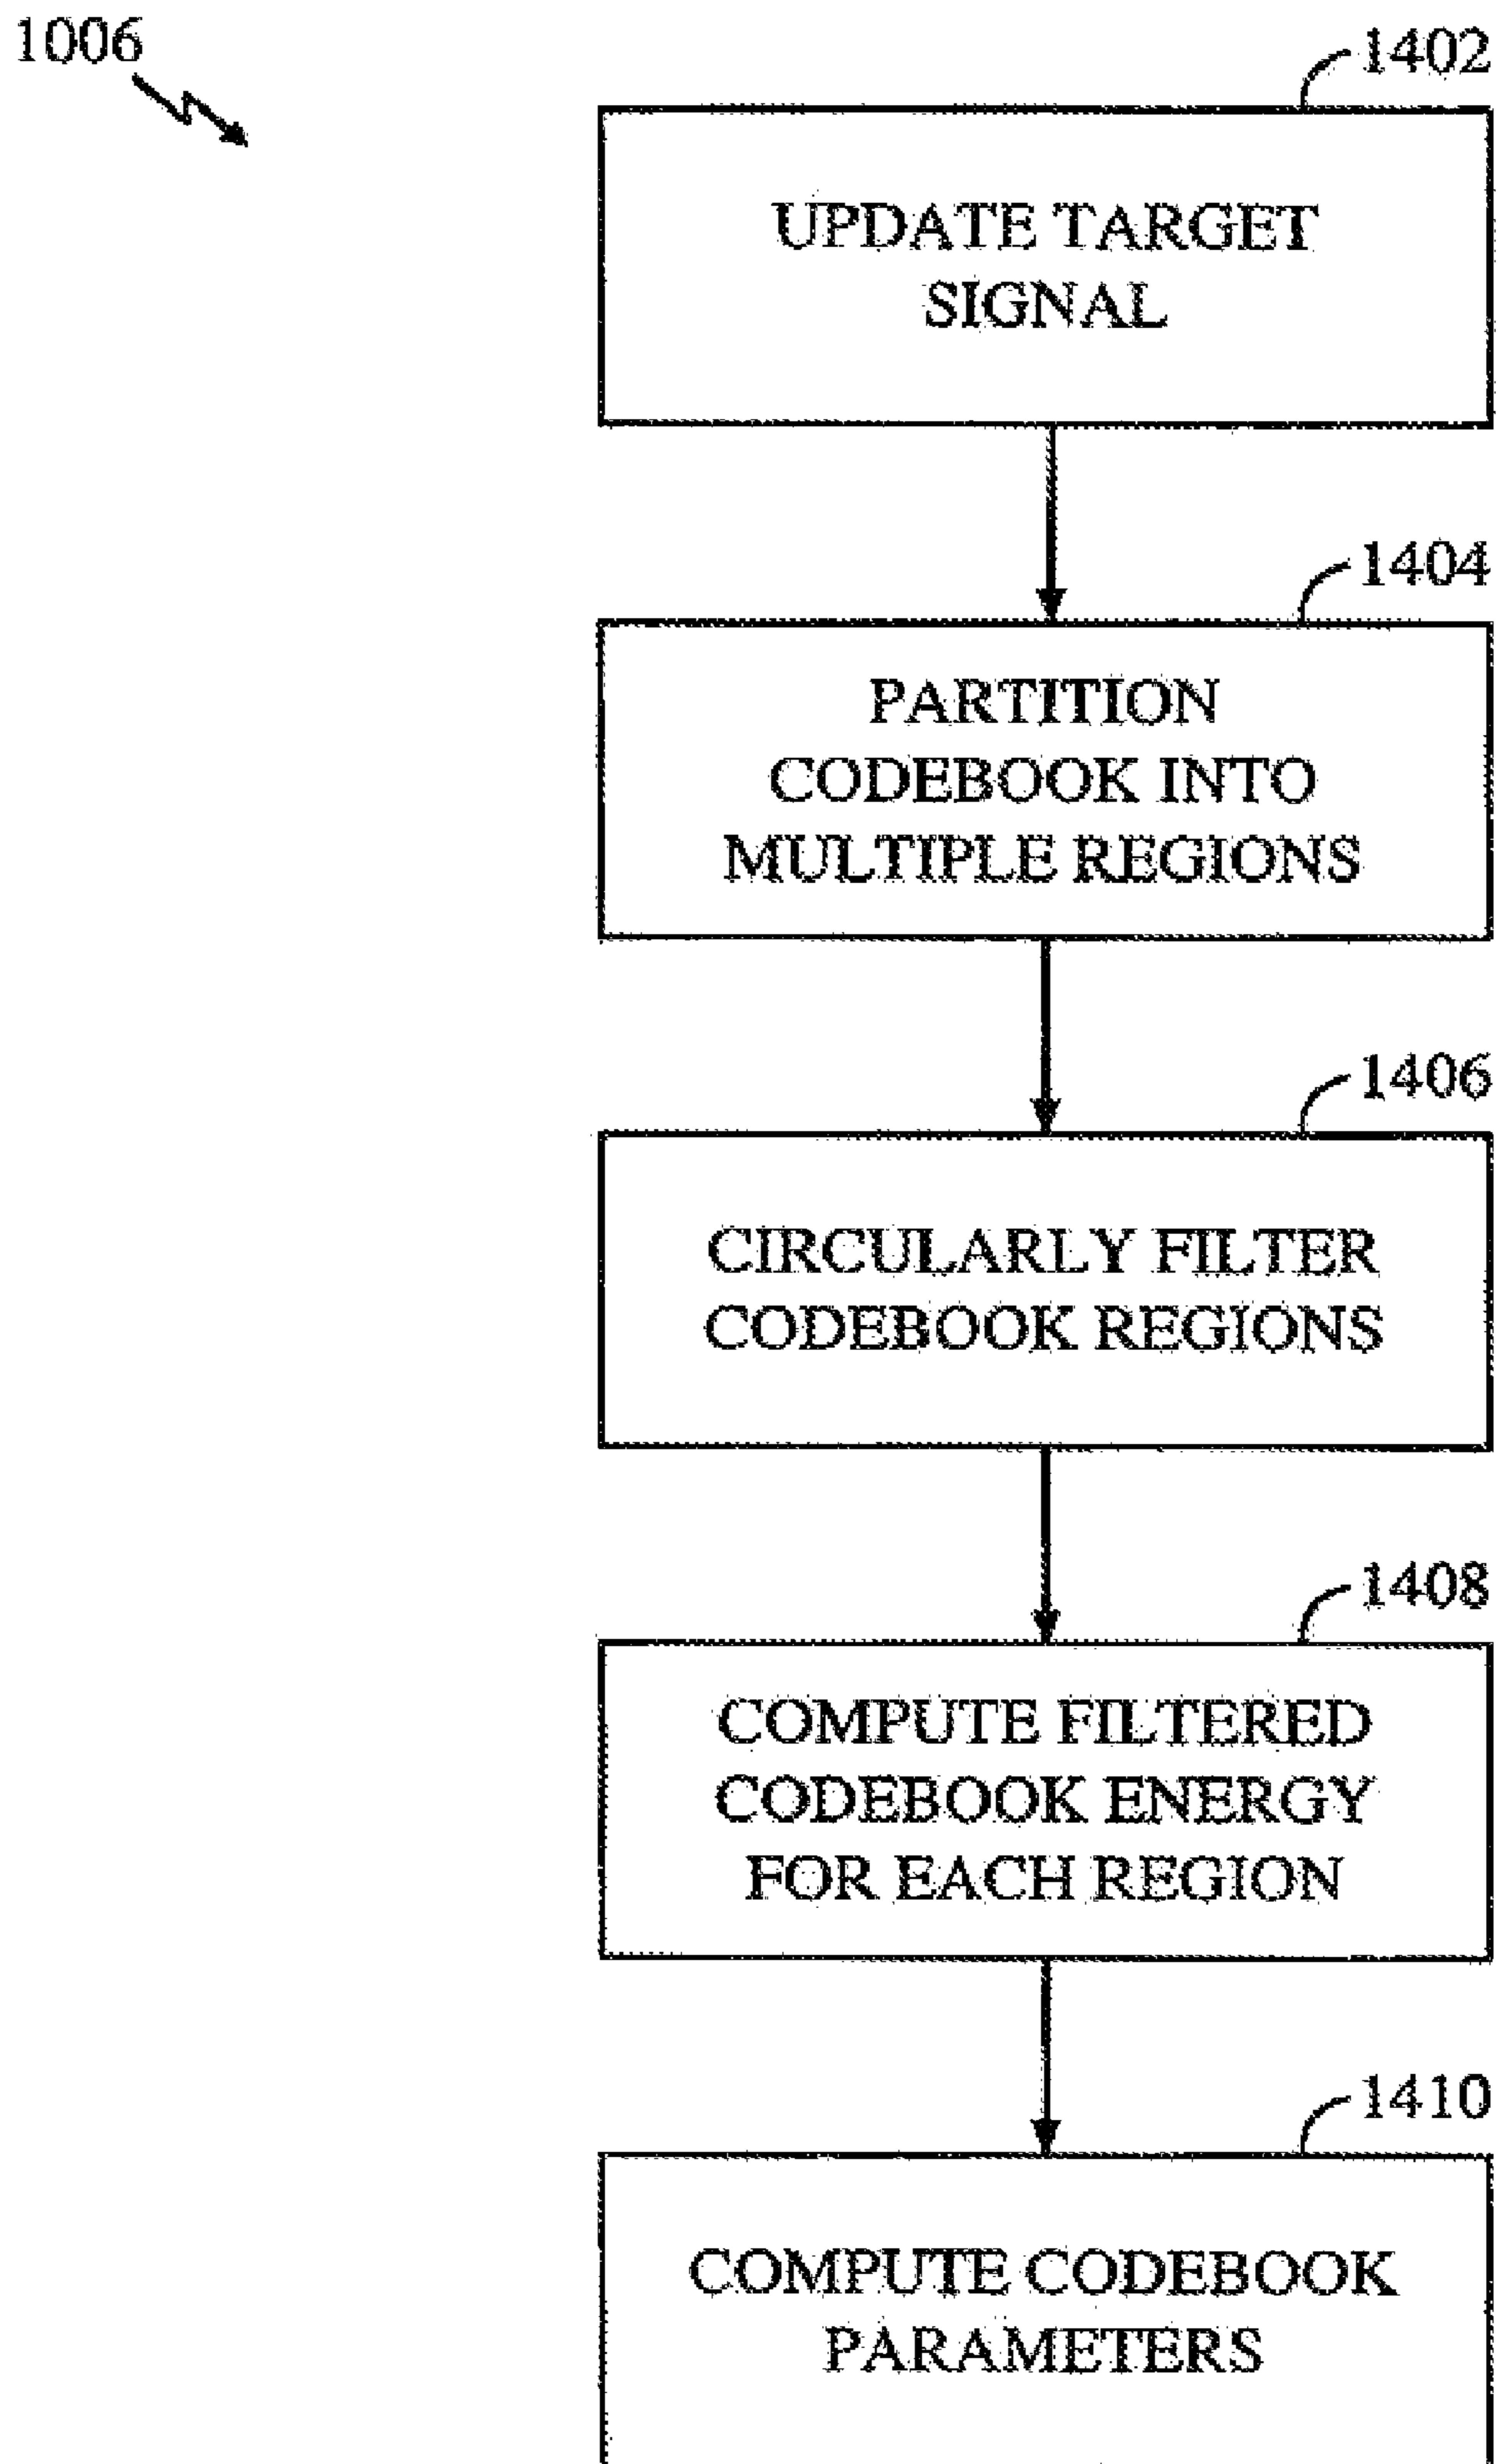 1006
1402
UPDATE TARGET
SIGNAL
1404
PARTITION
CODEBOOK INTO
MULTIPLE REGIONS
1406
CIRCULARLY FILTER
CODEBOOK REGIONS
1408
COMPUTE FILTERED
CODEBOOK ENERGY
FOR EACH REGION
1410
COMPUTE CODEBOOK
PARAMETERS